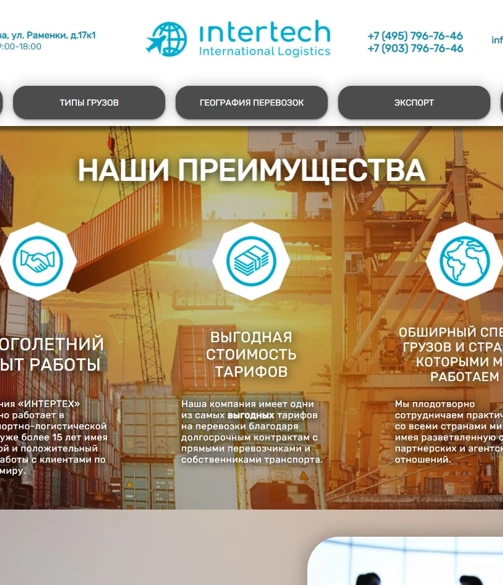 а, ул. Раменки, д.17к1
9:00-18:00
intertech
International Logistics
+7 (495) 796-76-46
+7 (903) 796-76-46
inf
ТИПЫ ГРУЗОВ
ГЕОГРАФИЯ ПЕРЕВОЗОК
ЭКСПОРТ
НАШИ ПРЕИМУЩЕСТВА
ОГОЛЕТНИЙ
ЫТ РАБОТЫ
ния «ИНТЕРТЕХ»
но работает в
портно-логистической
уже более 15 лет имея
ой и положительный
аботы с клиентами по
миру.
ВЫГОДНАЯ
СТОИМОСТЬ
ТАРИФОВ
Наша компания имеет одни
из самых выгодных тарифов
на перевозки благодаря
долгосрочным контрактам с
прямыми перевозчиками и
собственниками транспорта.
ОБШИРНЫЙ СПЕ
ГРУЗОВ И СТРА
КОТОРЫМИ М
РАБОТАЕМ
Мы плодотворно
сотрудничаем практич
со всеми странами ми
имея разветвленную с
партнерских и агентск
отношений.